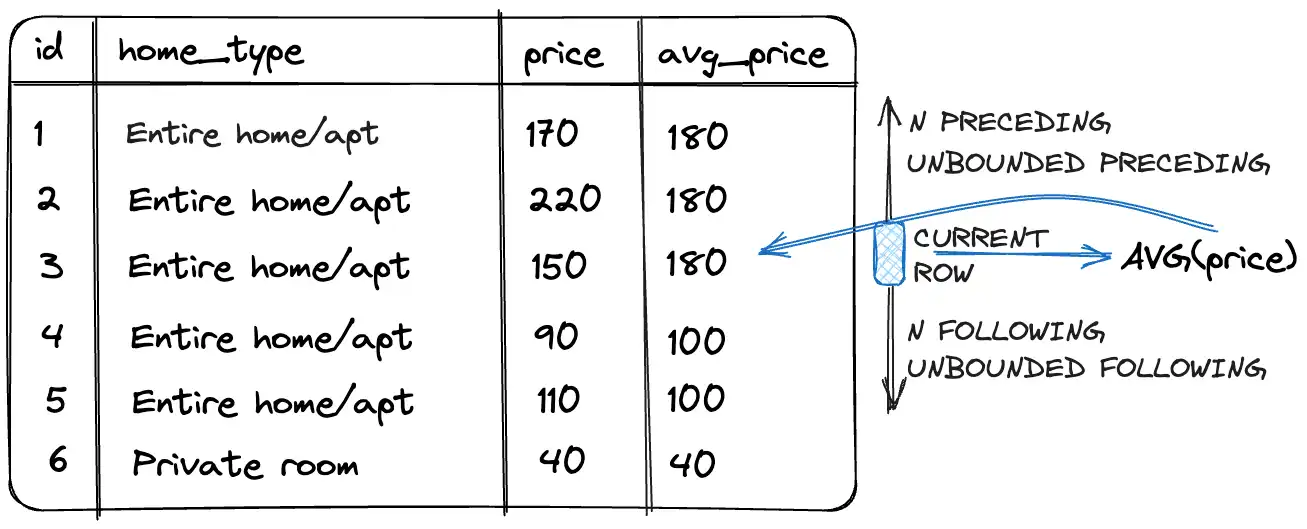 id home_type price avg_price
1 Entire home/apt 170 180
2 Entire home/apt 220 180
3 Entire home/apt 150 180
4 Entire home/apt 90 100
5 Entire home/apt 110 100
6 Private room 40 40
N PRECEDING
UNBOUNDED PRECEDING
CURRENT
ROW
AVG(price)
N FOLLOWING
UNBOUNDED FOLLOWING